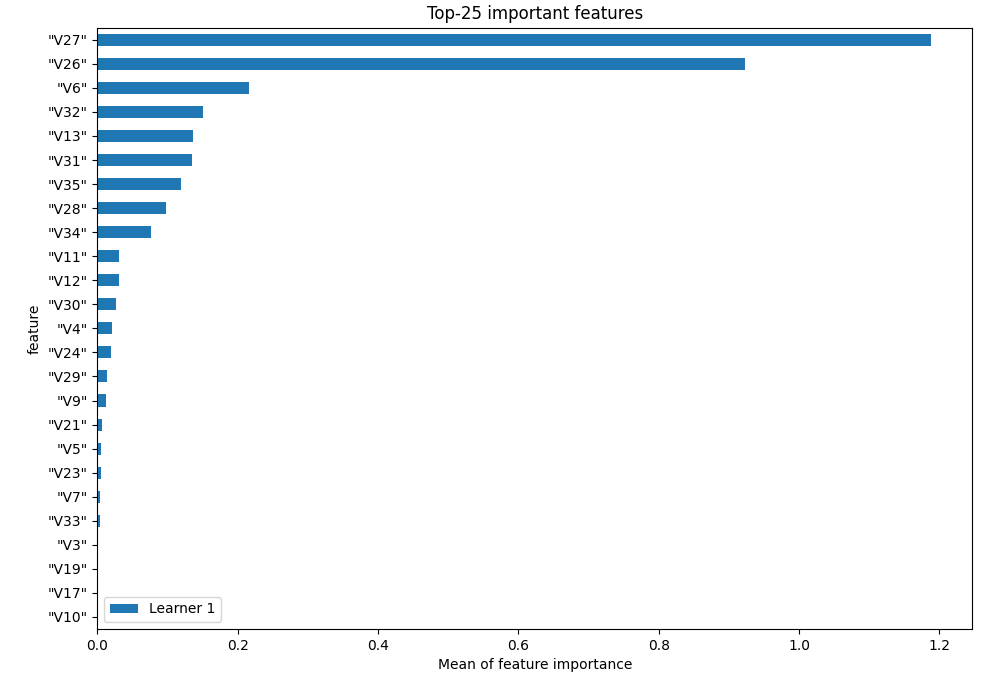 Top-25 important features
"V27"
"V26"
"V6"
"V32"
"V13"
"V31"
"V35"
"V28"
"V34"
"V11"
"V12"
"V30"
"V4"
"V24"
"V29"
"V9"
"V21"
"V5"
"V23"
"V7"
"V33"
"V3"
"V19"
"V17"
"V10"
feature
Learner 1
0.0 0.2 0.4 0.6 0.8 1.0 1.2
Mean of feature importance